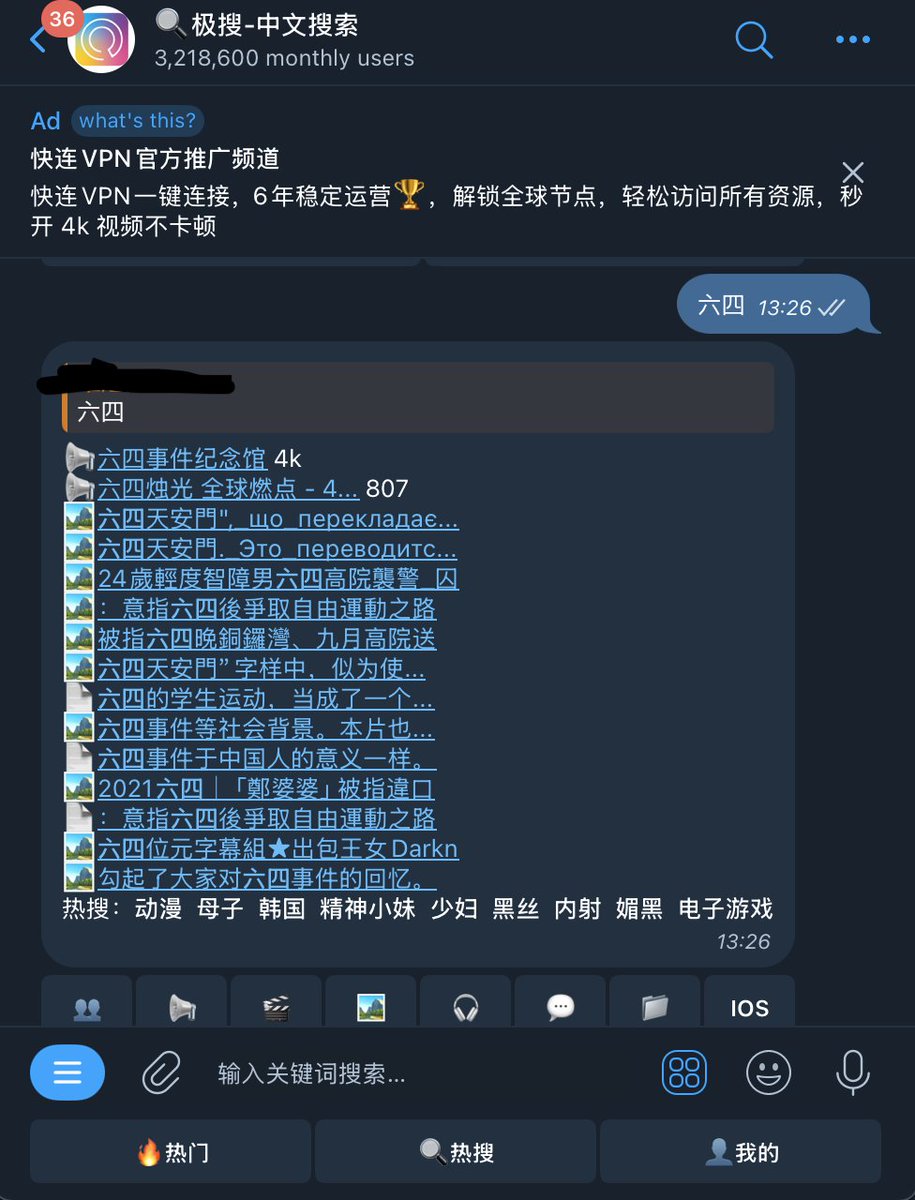 36
极搜-中文搜索
3,218,600 monthly users
Ad what's this?
快连VPN官方推广频道
快连VPN一键连接，6年稳定运营🏆，解锁全球节点，轻松访问所有资源，秒
开 4k 视频不卡顿
六四 13:26
六四
六四事件纪念馆 4k
六四烛光 全球燃点 - 4... 807
六四天安門",_що_перекладає...
六四天安門._Это_переводитс...
24歲輕度智障男六四高院襲警_囚
：意指六四後爭取自由運動之路
被指六四晚銅鑼灣、九月高院送
六四天安門” 字样中，似为使...
六四的学生运动，当成了一个...
六四事件等社会背景。本片也...
六四事件于中国人的意义一样。
2021六四｜「鄭婆婆」被指違口
：意指六四後爭取自由運動之路
六四位元字幕組★出包王女Darkn
勾起了大家对六四事件的回忆。
热搜：动漫 母子 韩国 精神小妹 少妇 黑丝 内射 媚黑 电子游戏
13:26
IOS
输入关键词搜索...
🔥热门 🔍热搜 👤我的